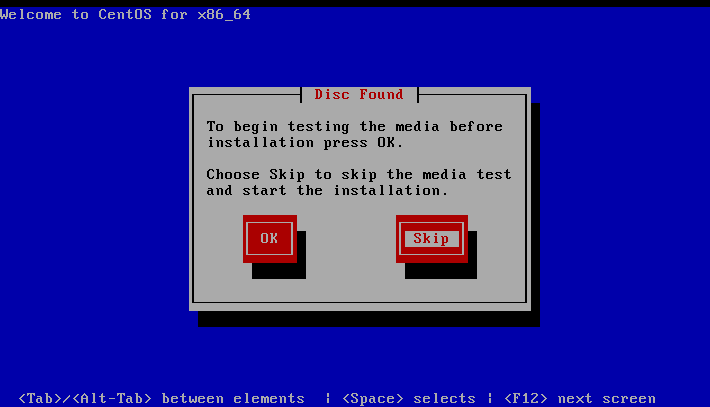 Welcome to CentOS for x86_64
Disc Found
To begin testing the media before
installation press OK.
Choose Skip to skip the media test
and start the installation.
OK Skip
<Tab>/<Alt-Tab> between elements | <Space> selects | <F12> next screen